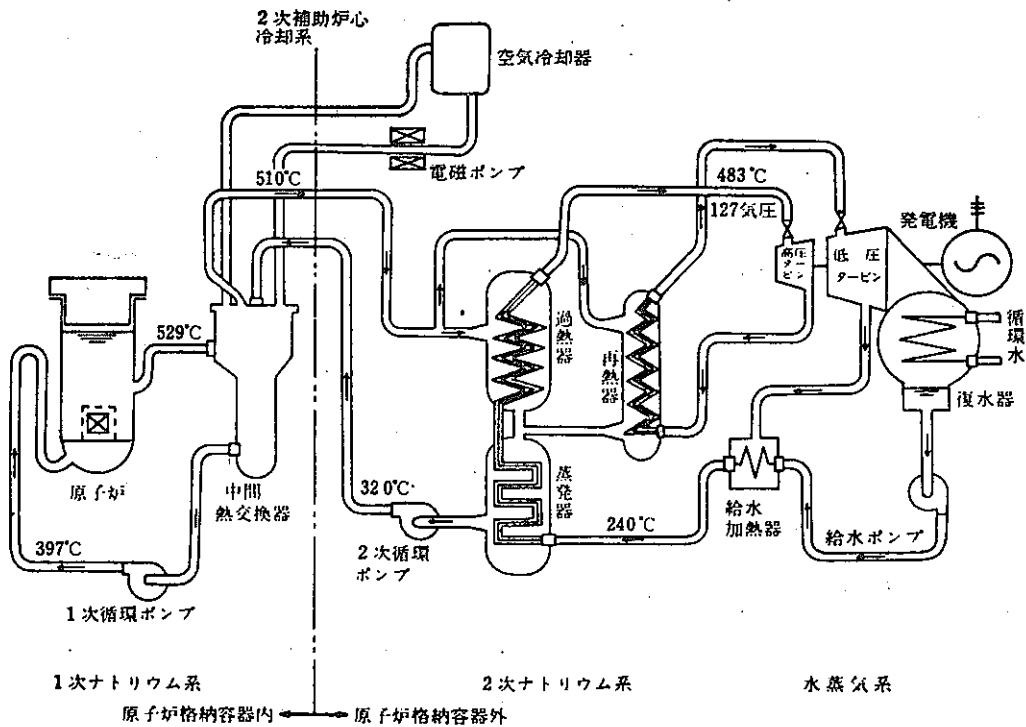 2次補助炉心
冷却系
空気冷却器
電磁ポンプ
510℃
483℃
127気圧
発電機
高圧
ター
ビン
低圧
タービン
循環水
復水器
過熱器
再熱器
529℃
原子炉
中間
熱交換器
320℃
蒸発器
240℃
給水
加熱器
給水ポンプ
2次循環
ポンプ
397℃
1次循環ポンプ
1次ナトリウム系
2次ナトリウム系
水蒸気系
原子炉格納容器内
原子炉格納容器外